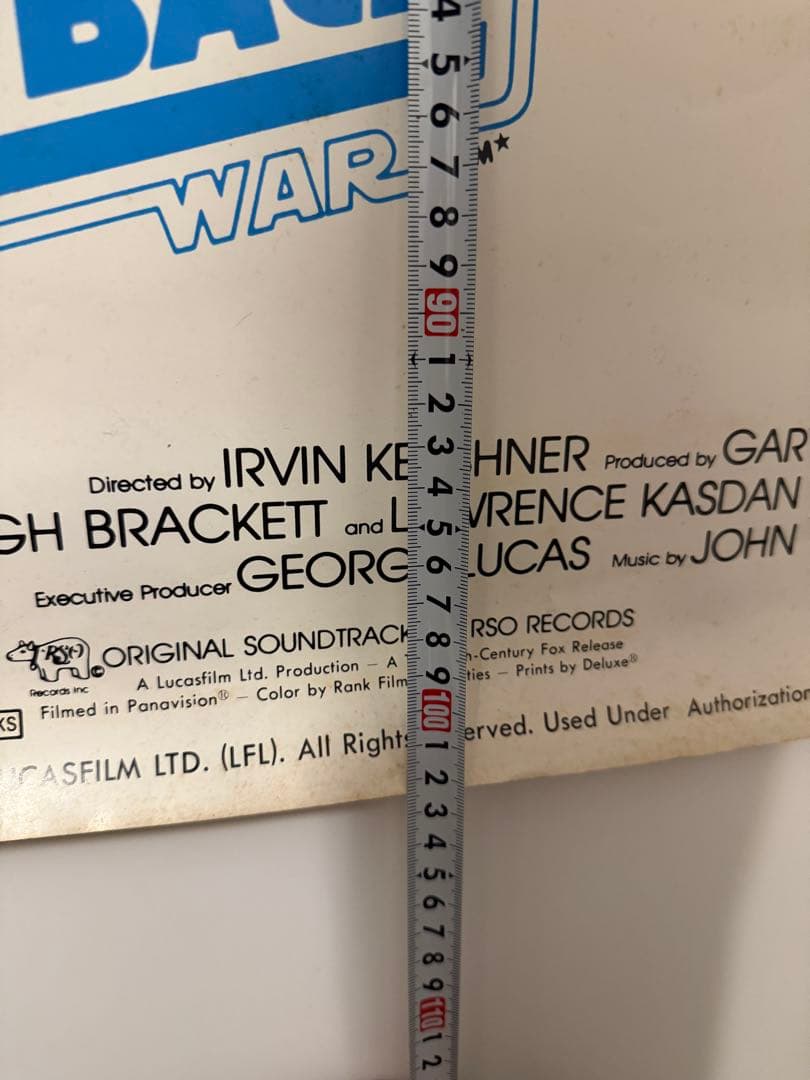 BAC
WAR
Directed by IRVIN KE HNER Produced by GAR
GH BRACKETT and L WRENCE KASDAN
Executive Producer GEORG LUCAS Music by JOHN
RSO Records Inc © ORIGINAL SOUNDTRACK RSO RECORDS
A Lucasfilm Ltd. Production – A h-Century Fox Release
Filmed in Panavision® – Color by Rank Film ties – Prints by Deluxe®
KS
UCASFILM LTD. (LFL). All Rights erved. Used Under Authorization
4
5
6
7
8
9
90
1
2
3
4
5
6
7
8
9
100
1
2
3
4
5
6
7
8
9
110
1
2